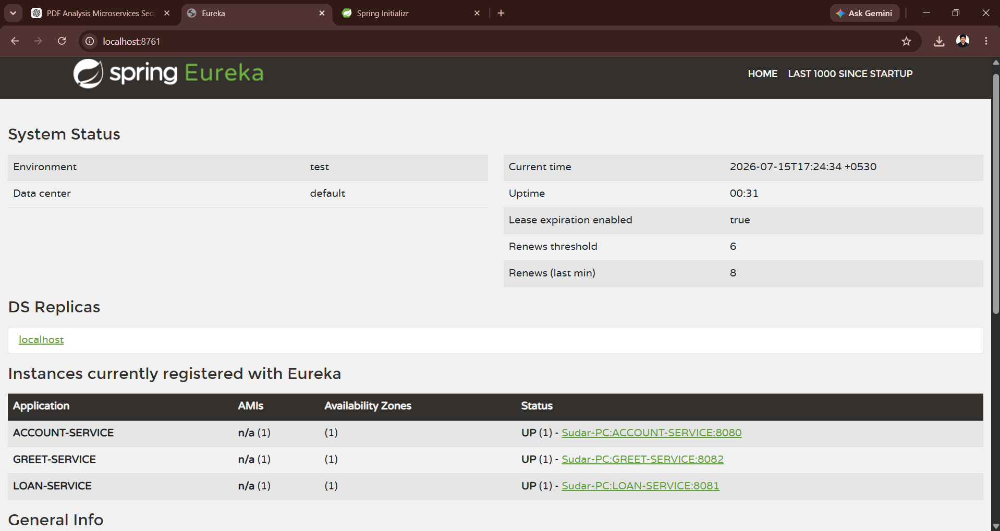 PDF Analysis Microservices Secu
Eureka
Spring Initializr
Ask Gemini
localhost:8761
spring Eureka
HOME LAST 1000 SINCE STARTUP
System Status
Environment test
Data center default
Current time 2026-07-15T17:24:34 +0530
Uptime 00:31
Lease expiration enabled true
Renews threshold 6
Renews (last min) 8
DS Replicas
localhost
Instances currently registered with Eureka
Application AMIs Availability Zones Status
ACCOUNT-SERVICE n/a (1) (1) UP (1) - Sudar-PC:ACCOUNT-SERVICE:8080
GREET-SERVICE n/a (1) (1) UP (1) - Sudar-PC:GREET-SERVICE:8082
LOAN-SERVICE n/a (1) (1) UP (1) - Sudar-PC:LOAN-SERVICE:8081
General Info